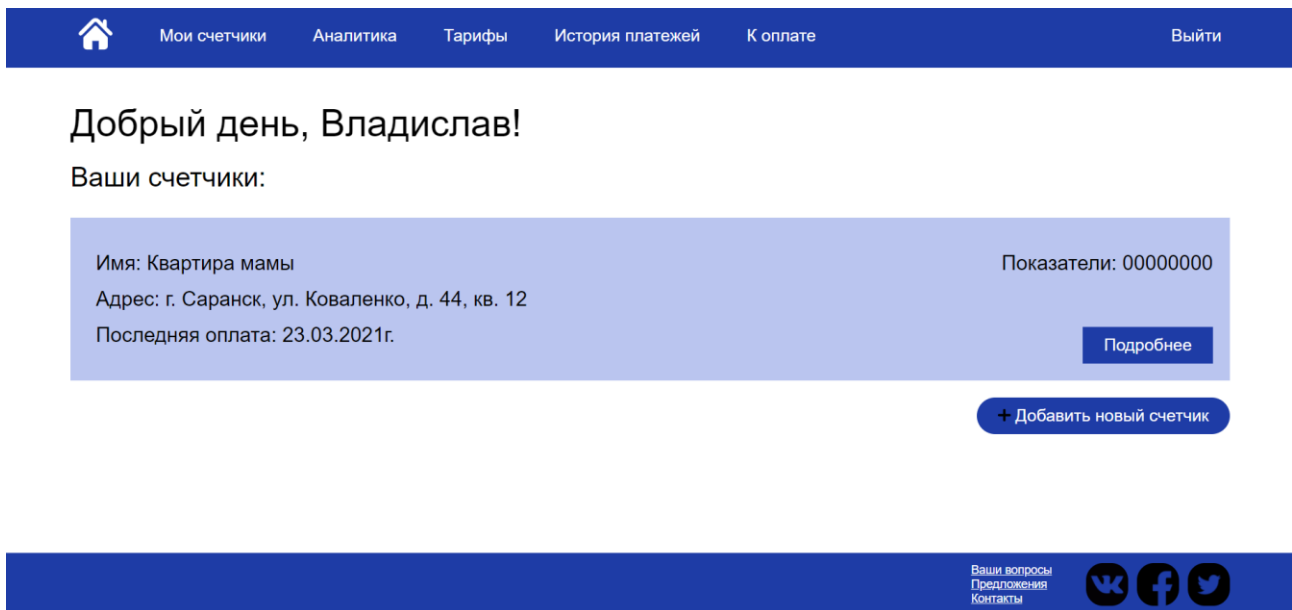 Мои счетчики Аналитика Тарифы История платежей К оплате Выйти
Добрый день, Владислав!
Ваши счетчики:
Имя: Квартира мамы Показатели: 00000000
Адрес: г. Саранск, ул. Коваленко, д. 44, кв. 12
Последняя оплата: 23.03.2021г.
Подробнее
+ Добавить новый счетчик
Ваши вопросы
Предложения
Контакты